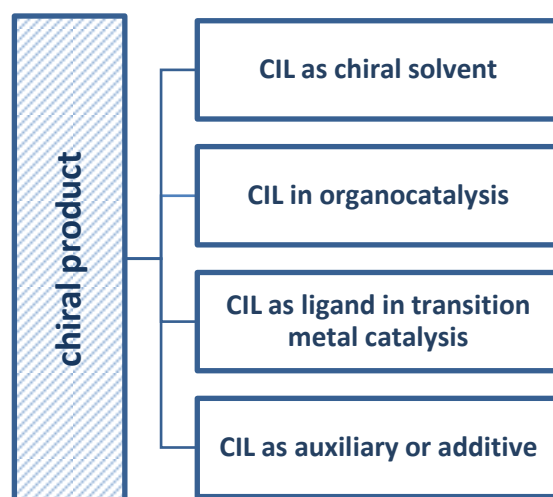 chiral product
CIL as chiral solvent
CIL in organocatalysis
CIL as ligand in transition
metal catalysis
CIL as auxiliary or additive